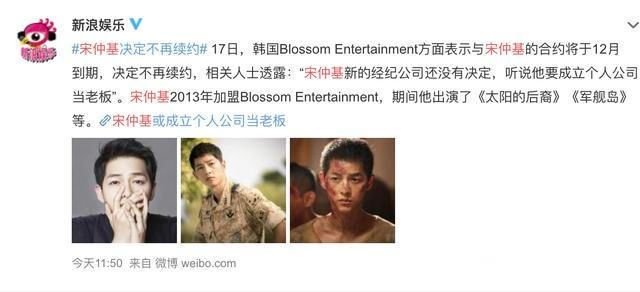 新浪娱乐
#宋仲基决定不再续约# 17日，韩国Blossom Entertainment方面表示与宋仲基的合约将于12月
到期，决定不再续约，相关人士透露：“宋仲基新的经纪公司还没有决定，听说他要成立个人公司
当老板”。宋仲基2013年加盟Blossom Entertainment，期间他出演了《太阳的后裔》《军舰岛》
等。宋仲基或成立个人公司当老板
今天11:50 来自 微博 weibo.com